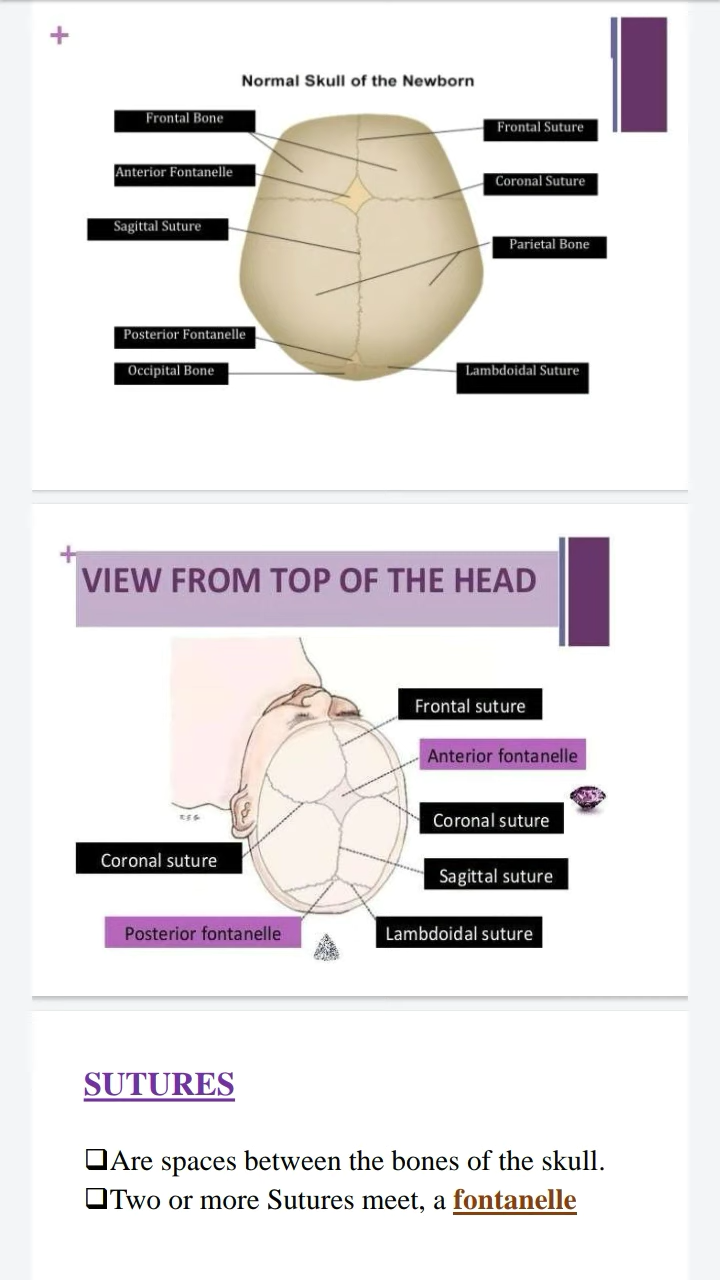 +
Normal Skull of the Newborn
Frontal Bone
Frontal Suture
Anterior Fontanelle
Coronal Suture
Sagittal Suture
Parietal Bone
Posterior Fontanelle
Occipital Bone
Lambdoidal Suture
+
VIEW FROM TOP OF THE HEAD
Frontal suture
Anterior fontanelle
Coronal suture
Coronal suture
Sagittal suture
Posterior fontanelle
Lambdoidal suture
SUTURES
❑Are spaces between the bones of the skull.
❑Two or more Sutures meet, a fontanelle